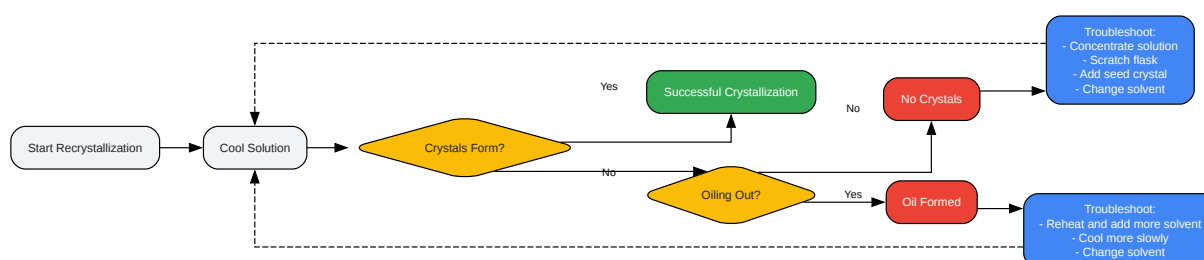 Start Recrystallization
Cool Solution
Crystals Form?
Yes
Successful Crystallization
No
Oiling Out?
No
No Crystals
Troubleshoot:
- Concentrate solution
- Scratch flask
- Add seed crystal
- Change solvent
Yes
Oil Formed
Troubleshoot:
- Reheat and add more solvent
- Cool more slowly
- Change solvent